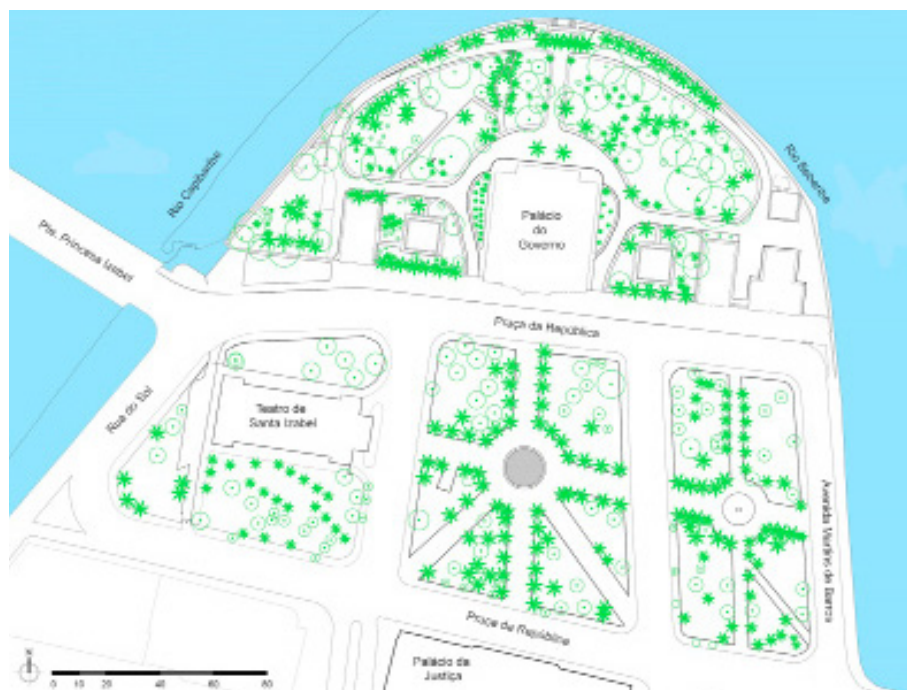 Rio Capibaribe
Rio Beberibe
Pte. Princesa Izabel
Palácio
do
Governo
Praça da República
Rua do Sol
Teatro de
Santa Izabel
Avenida Martins de Barros
Praça da República
Palácio da
Justiça
0 10 20 40 60 80